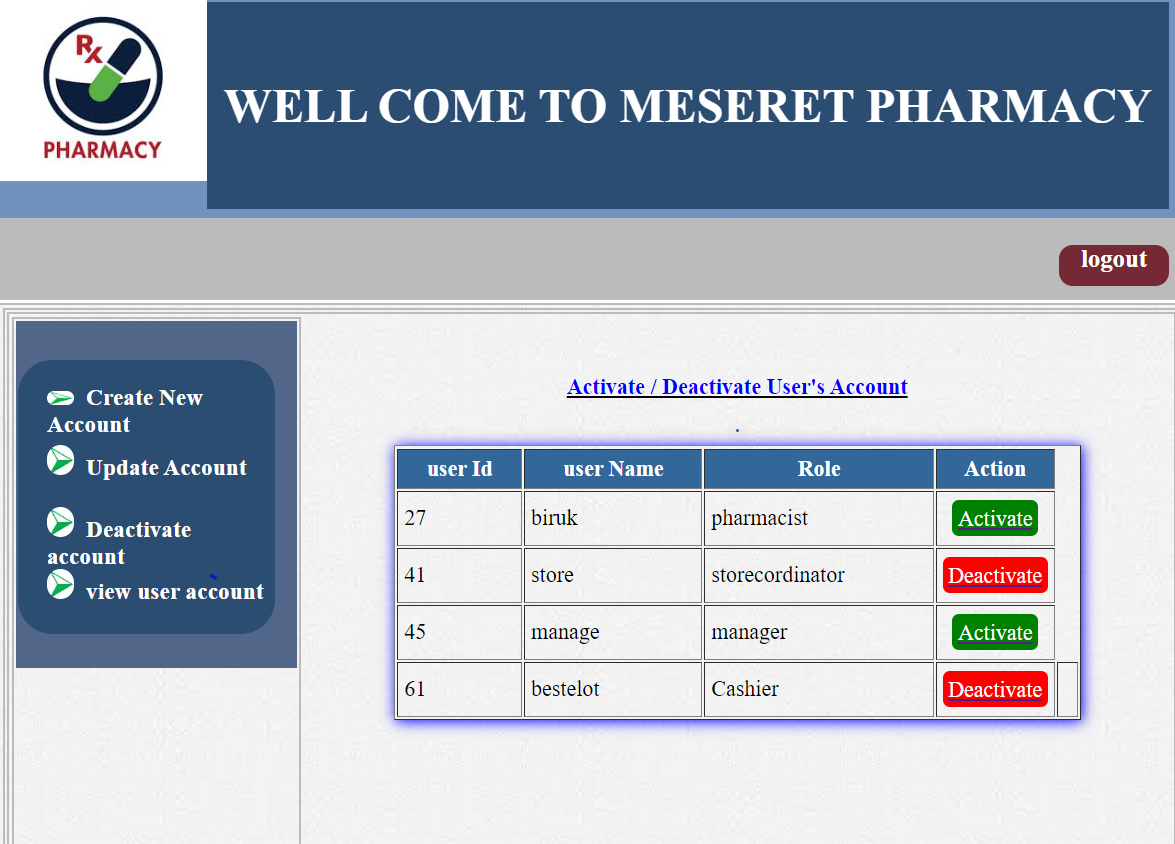 Rx
PHARMACY
WELL COME TO MESERET PHARMACY
logout
Create New
Account
Update Account
Deactivate
account
view user account
Activate / Deactivate User's Account
user Id user Name Role Action
27 biruk pharmacist Activate
41 store storecordinator Deactivate
45 manage manager Activate
61 bestelot Cashier Deactivate